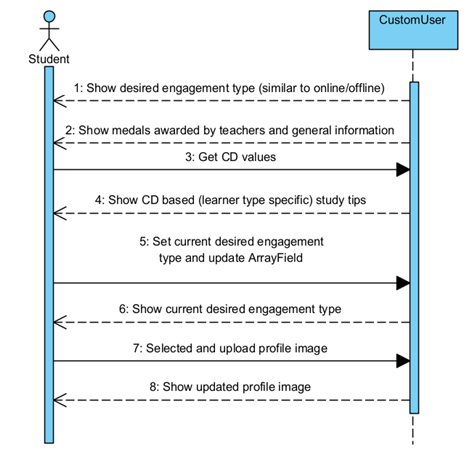 CustomUser
Student
1: Show desired engagement type (similar to online/offline)
2: Show medals awarded by teachers and general information
3: Get CD values
4: Show CD based (learner type specific) study tips
5: Set current desired engagement
type and update ArrayField
6: Show current desired engagement type
7: Selected and upload profile image
8: Show updated profile image